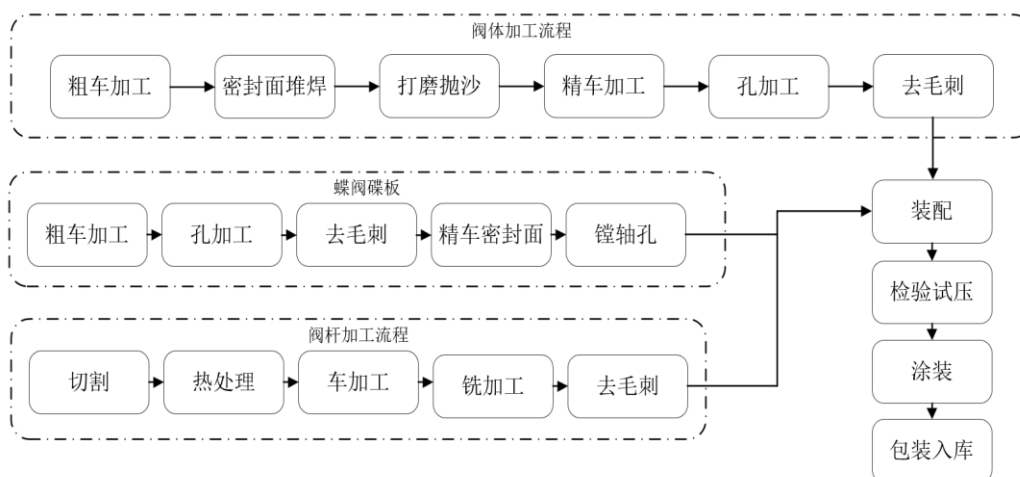 阀体加工流程
粗车加工
密封面堆焊
打磨抛沙
精车加工
孔加工
去毛刺
蝶阀碟板
粗车加工
孔加工
去毛刺
精车密封面
镗轴孔
阀杆加工流程
切割
热处理
车加工
铣加工
去毛刺
装配
检验试压
涂装
包装入库